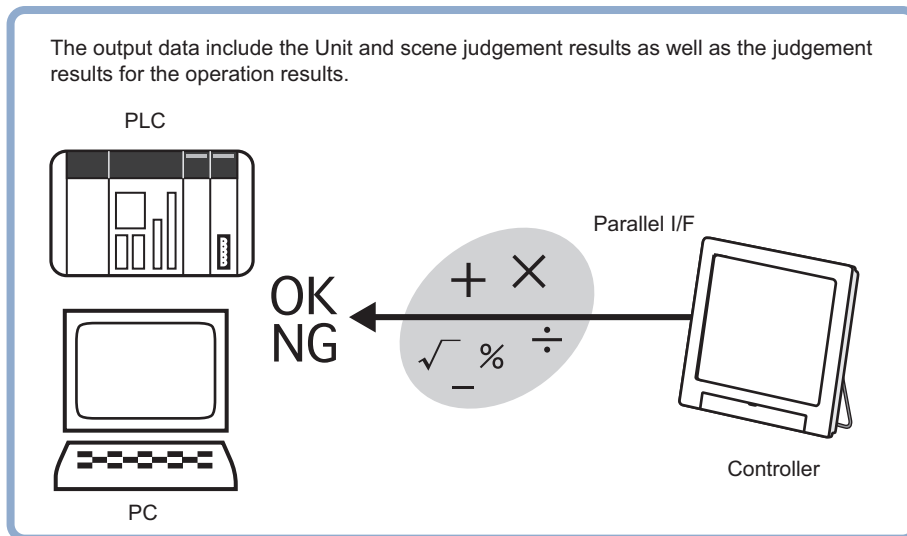 The output data include the Unit and scene judgement results as well as the judgement
results for the operation results.
PLC
Parallel I/F
+ ×
OK
NG
√‾ % ÷
−
Controller
PC